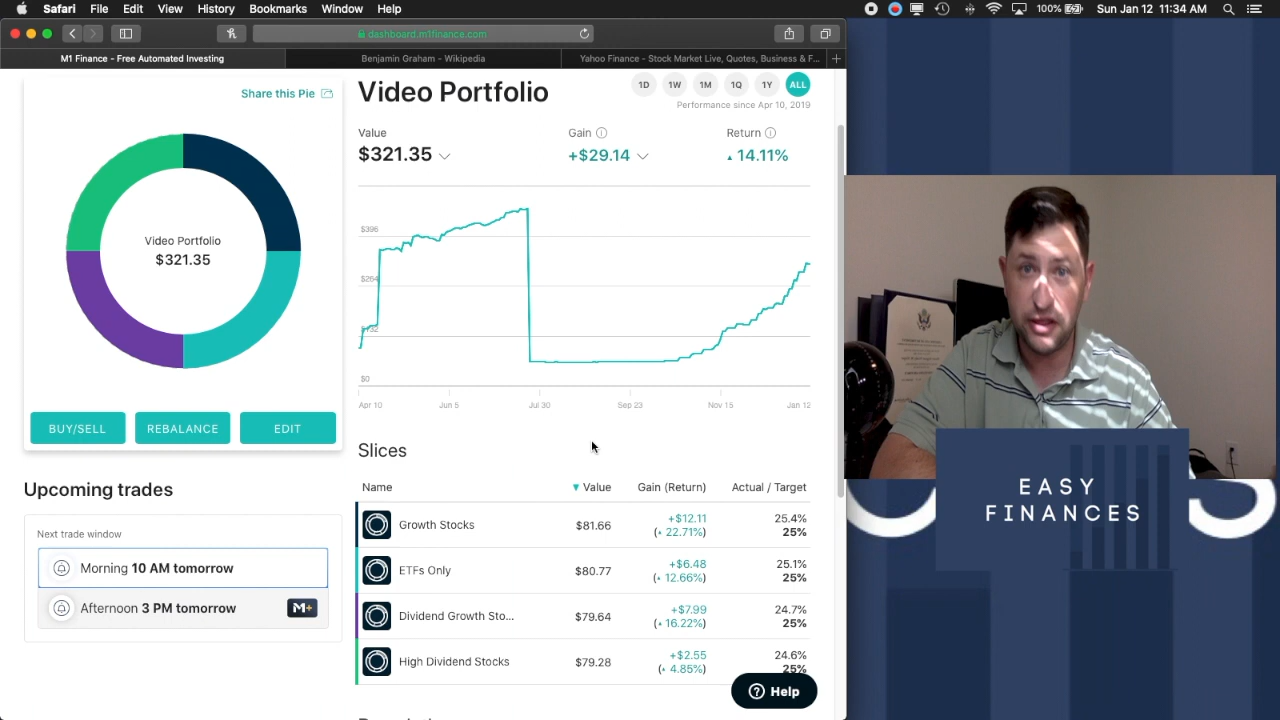 Safari File Edit View History Bookmarks Window Help 100% Sun Jan 12 11:34 AM
dashboard.m1finance.com
M1 Finance - Free Automated Investing
Benjamin Graham - Wikipedia
Yahoo Finance - Stock Market Live, Quotes, Business & F...
Share this Pie
Video Portfolio
$321.35
BUY/SELL
REBALANCE
EDIT
Upcoming trades
Next trade window
Morning 10 AM tomorrow
Afternoon 3 PM tomorrow M+
Video Portfolio
1D 1W 1M 1Q 1Y ALL
Performance since Apr 10, 2019
Value Gain Return
$321.35 +$29.14 14.11%
$396
$264
$132
$0
Apr 10 Jun 5 Jul 30 Sep 23 Nov 15 Jan 12
Slices
Name Value Gain (Return) Actual / Target
Growth Stocks $81.66 +$12.11 25.4%
(22.71%) 25%
ETFs Only $80.77 +$6.48 25.1%
(12.66%) 25%
Dividend Growth Sto... $79.64 +$7.99 24.7%
(16.22%) 25%
High Dividend Stocks $79.28 +$2.55 24.6%
(4.85%) 25%
Help
EASY
FINANCES